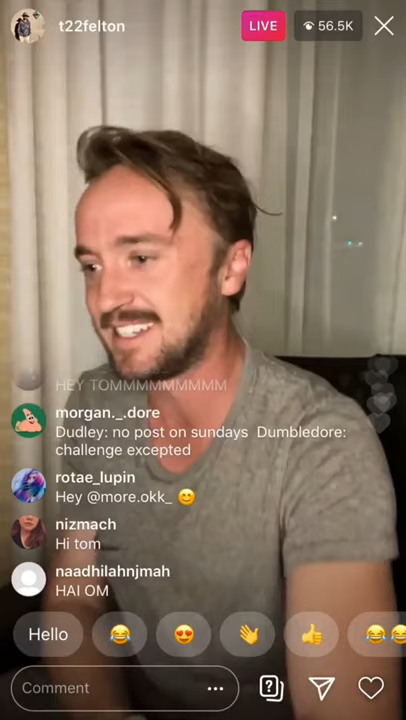 t22felton
LIVE
56.5K
HEY TOMMMMMMMMM
morgan._.dore
Dudley: no post on sundays Dumbledore:
challenge excepted
rotae_lupin
Hey @more.okk_ 😊
nizmach
Hi tom
naadhilahnjmah
HAI OM
Hello 😂 😍 👋 👍 😂😂
Comment